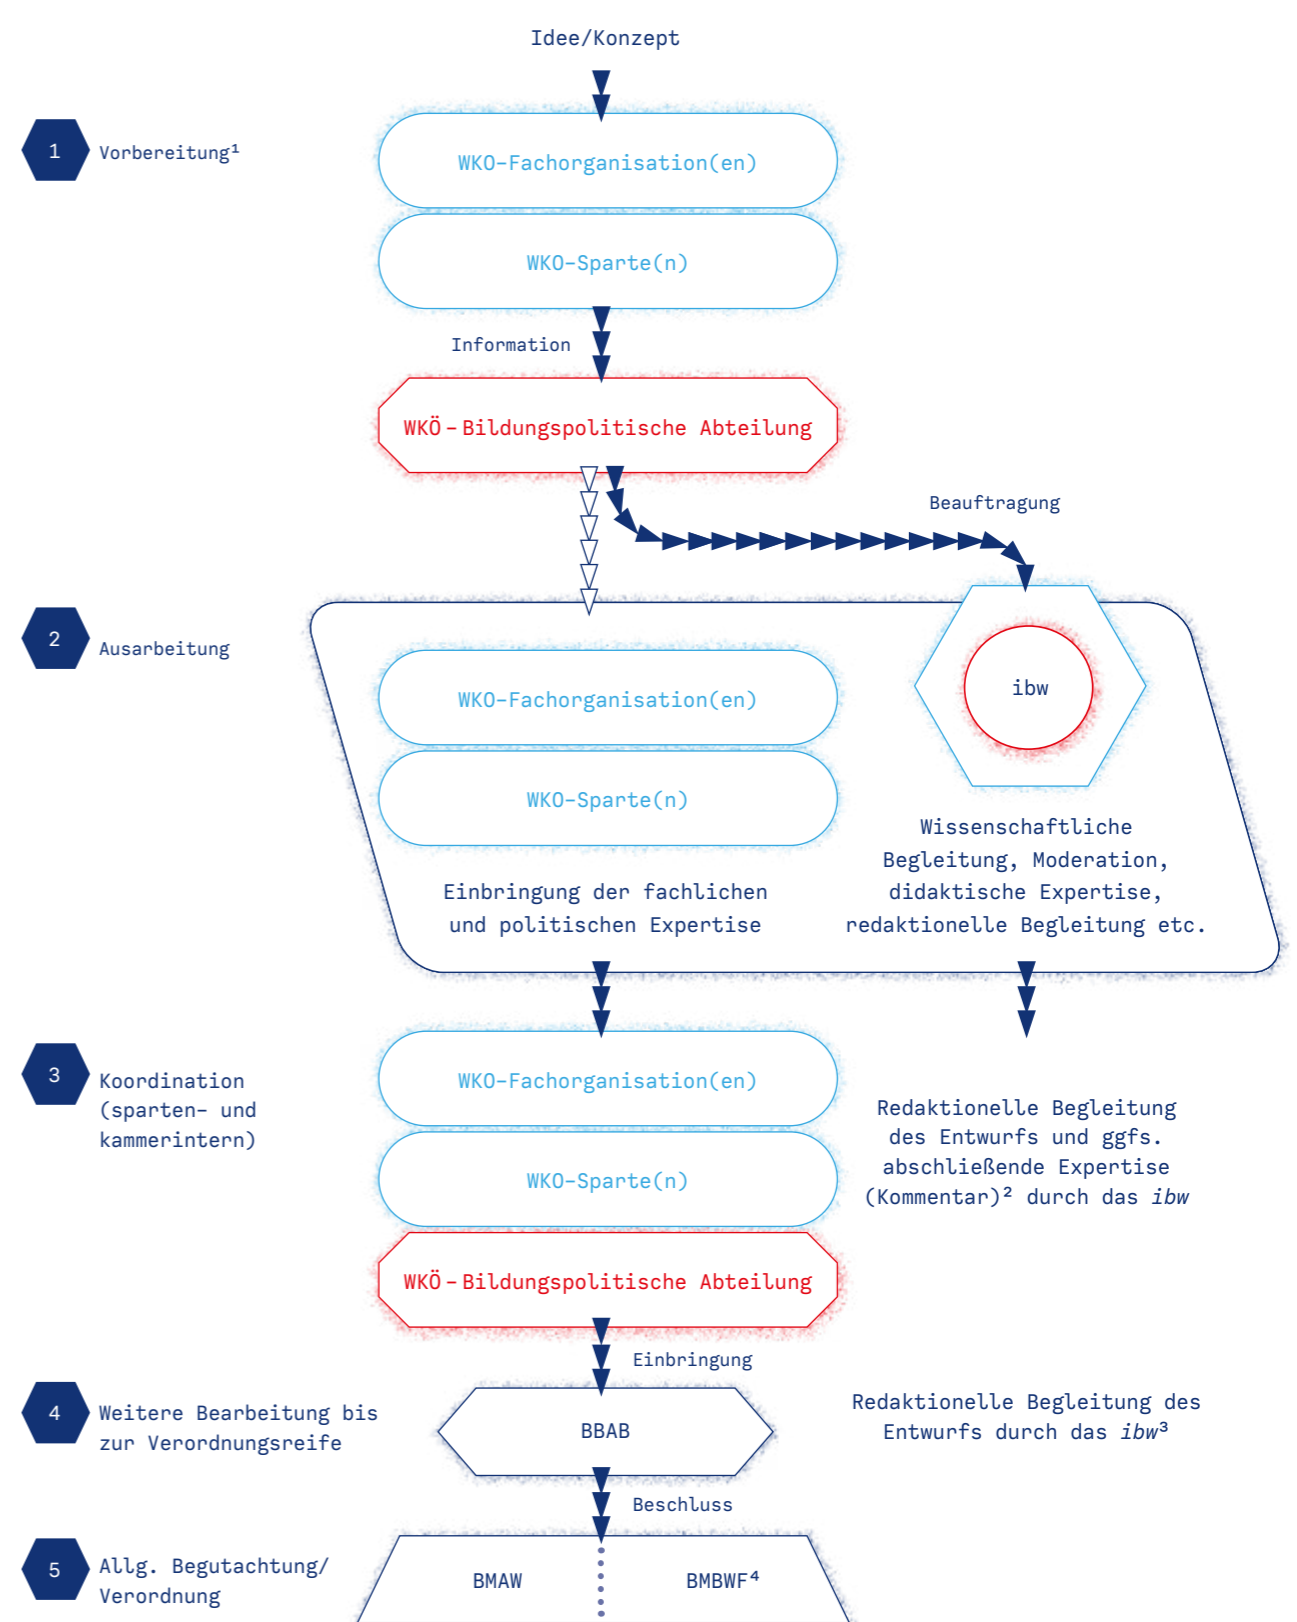 Idee/Konzept
1
Vorbereitung¹
WKO-Fachorganisation(en)
WKO-Sparte(n)
Information
WKÖ – Bildungspolitische Abteilung
Beauftragung
2
Ausarbeitung
WKO-Fachorganisation(en)
WKO-Sparte(n)
Einbringung der fachlichen
und politischen Expertise
ibw
Wissenschaftliche
Begleitung, Moderation,
didaktische Expertise,
redaktionelle Begleitung etc.
3
Koordination
(sparten- und
kammerintern)
WKO-Fachorganisation(en)
WKO-Sparte(n)
WKÖ – Bildungspolitische Abteilung
Redaktionelle Begleitung
des Entwurfs und ggfs.
abschließende Expertise
(Kommentar)² durch das ibw
Einbringung
4
Weitere Bearbeitung bis
zur Verordnungsreife
BBAB
Redaktionelle Begleitung des
Entwurfs durch das ibw³
Beschluss
5
Allg. Begutachtung/
Verordnung
BMAW
BMBWF⁴